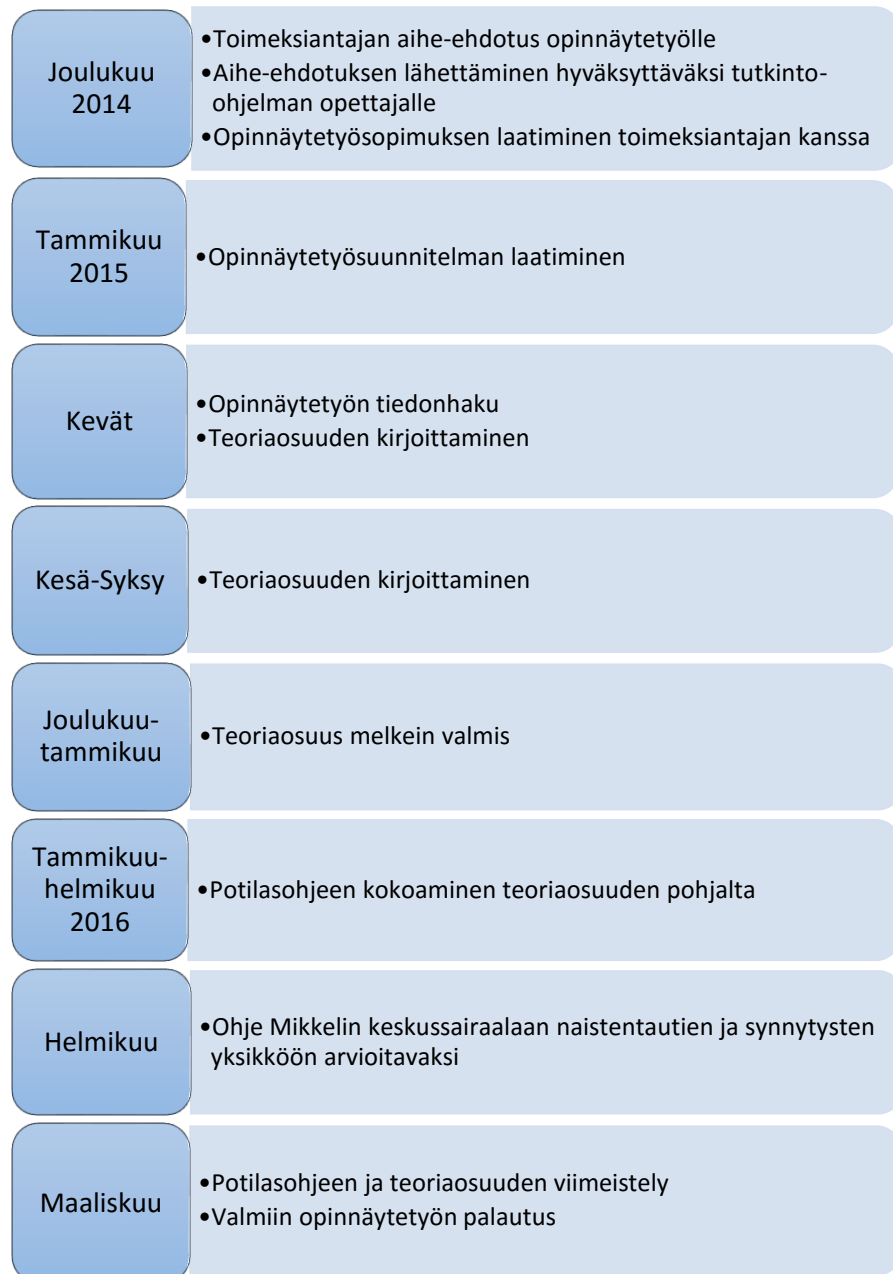 Joulukuu
2014
•Toimeksiantajan aihe-ehdotus opinnäytetyölle
•Aihe-ehdotuksen lähettäminen hyväksyttäväksi tutkinto-
ohjelman opettajalle
•Opinnäytetyösopimuksen laatiminen toimeksiantajan kanssa
Tammikuu
2015
•Opinnäytetyösuunnitelman laatiminen
Kevät
•Opinnäytetyön tiedonhaku
•Teoriaosuuden kirjoittaminen
Kesä-Syksy
•Teoriaosuuden kirjoittaminen
Joulukuu-
tammikuu
•Teoriaosuus melkein valmis
Tammikuu-
helmikuu
2016
•Potilasohjeen kokoaminen teoriaosuuden pohjalta
Helmikuu
•Ohje Mikkelin keskussairaalaan naistentautien ja synnytysten
yksikköön arvioitavaksi
Maaliskuu
•Potilasohjeen ja teoriaosuuden viimeistely
•Valmiin opinnäytetyön palautus